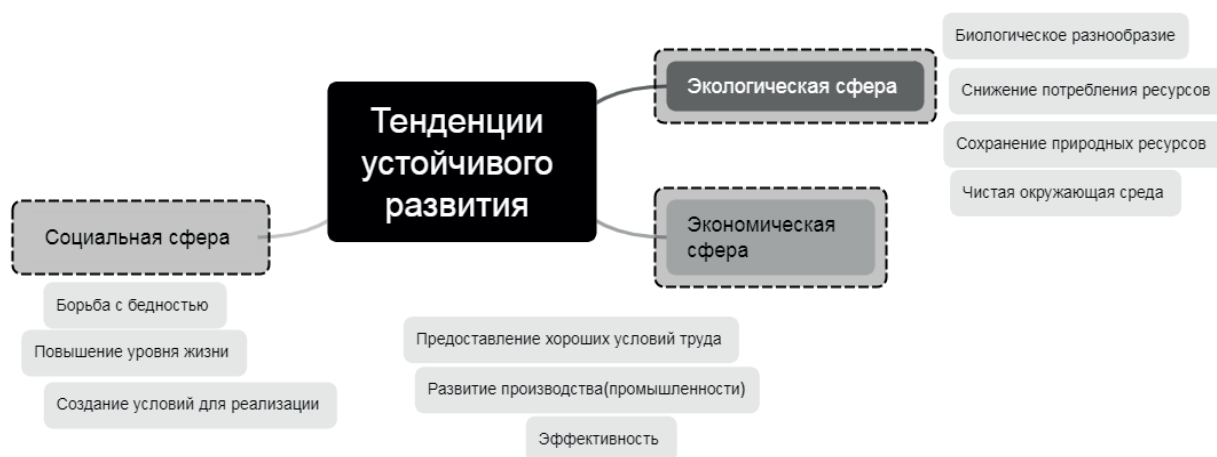 Тенденции
устойчивого
развития
Экологическая сфера
Биологическое разнообразие
Снижение потребления ресурсов
Сохранение природных ресурсов
Чистая окружающая среда
Экономическая
сфера
Предоставление хороших условий труда
Развитие производства(промышленности)
Эффективность
Социальная сфера
Борьба с бедностью
Повышение уровня жизни
Создание условий для реализации